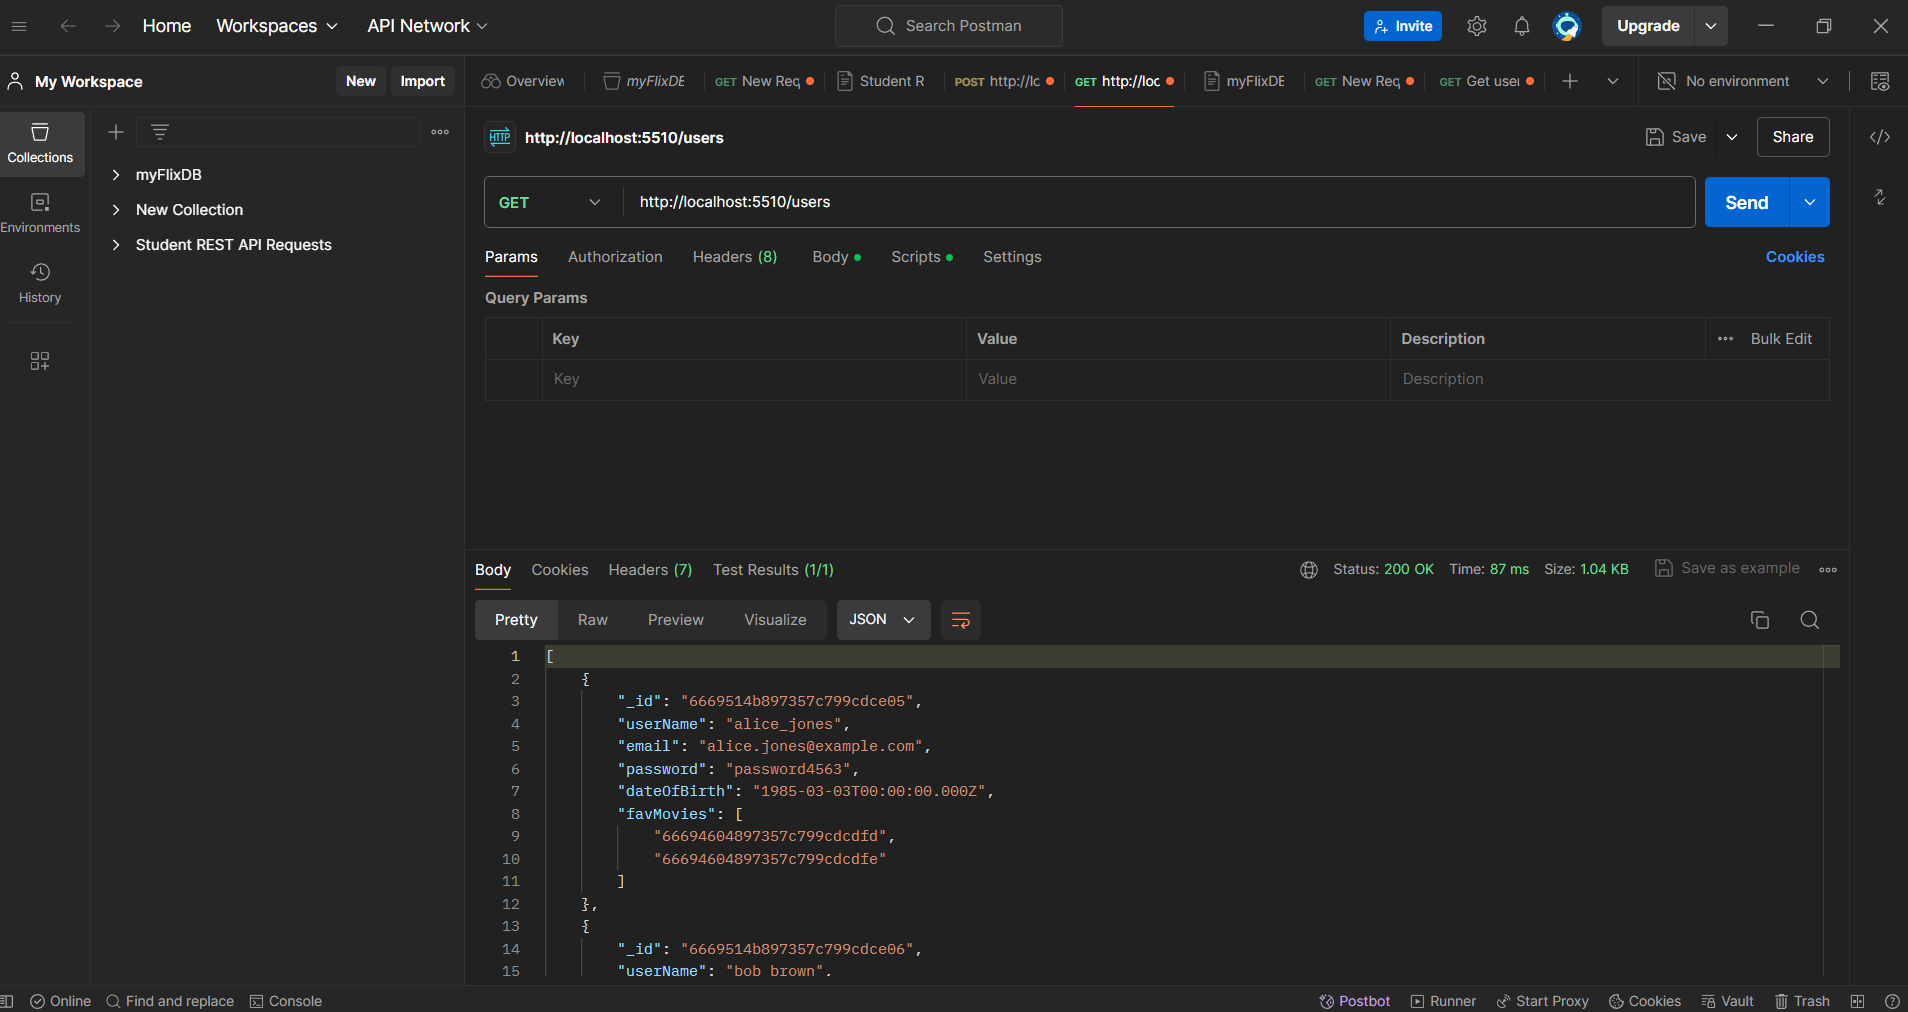 Home Workspaces API Network Search Postman Invite Upgrade
My Workspace New Import Overview myFlixDB GET New Req Student R POST http://lo GET http://loc myFlixDB GET New Req GET Get user No environment
Collections
Environments
History
myFlixDB
New Collection
Student REST API Requests
HTTP http://localhost:5510/users Save Share
GET http://localhost:5510/users Send
Params Authorization Headers (8) Body Scripts Settings Cookies
Query Params
Key Value Description Bulk Edit
Key Value Description
Body Cookies Headers (7) Test Results (1/1) Status: 200 OK Time: 87 ms Size: 1.04 KB Save as example
Pretty Raw Preview Visualize JSON
1 [
2 {
3 "_id": "6669514b897357c799cdce05",
4 "userName": "alice_jones",
5 "email": "alice.jones@example.com",
6 "password": "password4563",
7 "dateOfBirth": "1985-03-03T00:00:00.000Z",
8 "favMovies": [
9 "66694604897357c799cdcdfd",
10 "66694604897357c799cdcdfe"
11 ]
12 },
13 {
14 "_id": "6669514b897357c799cdce06",
15 "userName": "bob_brown",
Online Find and replace Console Postbot Runner Start Proxy Cookies Vault Trash